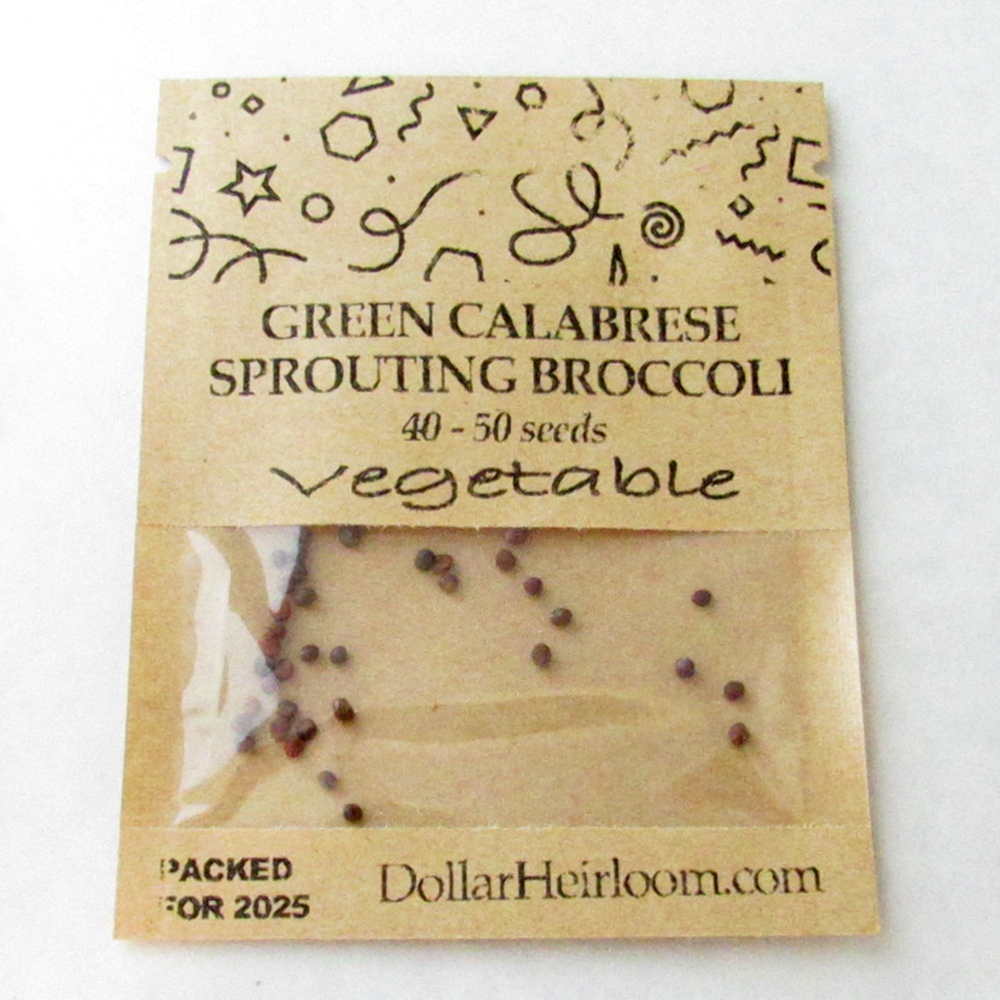 GREEN CALABRESE
SPROUTING BROCCOLI
40 - 50 seeds
vegetable
PACKED
FOR 2025
DollarHeirloom.com